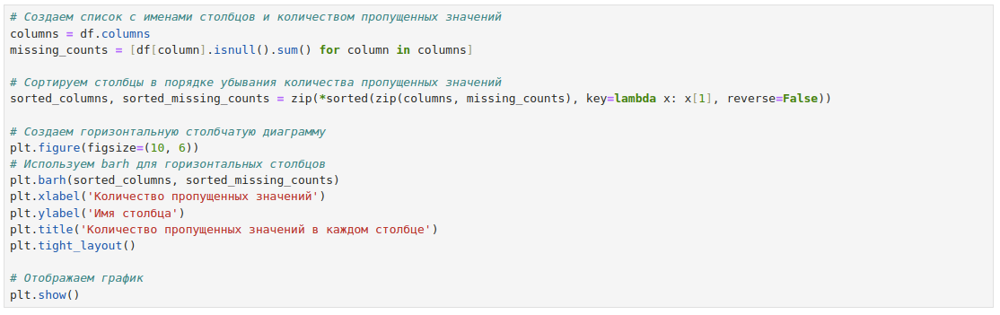 # Создаем список с именами столбцов и количеством пропущенных значений
columns = df.columns
missing_counts = [df[column].isnull().sum() for column in columns]
# Сортируем столбцы в порядке убывания количества пропущенных значений
sorted_columns, sorted_missing_counts = zip(*sorted(zip(columns, missing_counts), key=lambda x: x[1], reverse=False))
# Создаем горизонтальную столбчатую диаграмму
plt.figure(figsize=(10, 6))
# Используем barh для горизонтальных столбцов
plt.barh(sorted_columns, sorted_missing_counts)
plt.xlabel('Количество пропущенных значений')
plt.ylabel('Имя столбца')
plt.title('Количество пропущенных значений в каждом столбце')
plt.tight_layout()
# Отображаем график
plt.show()